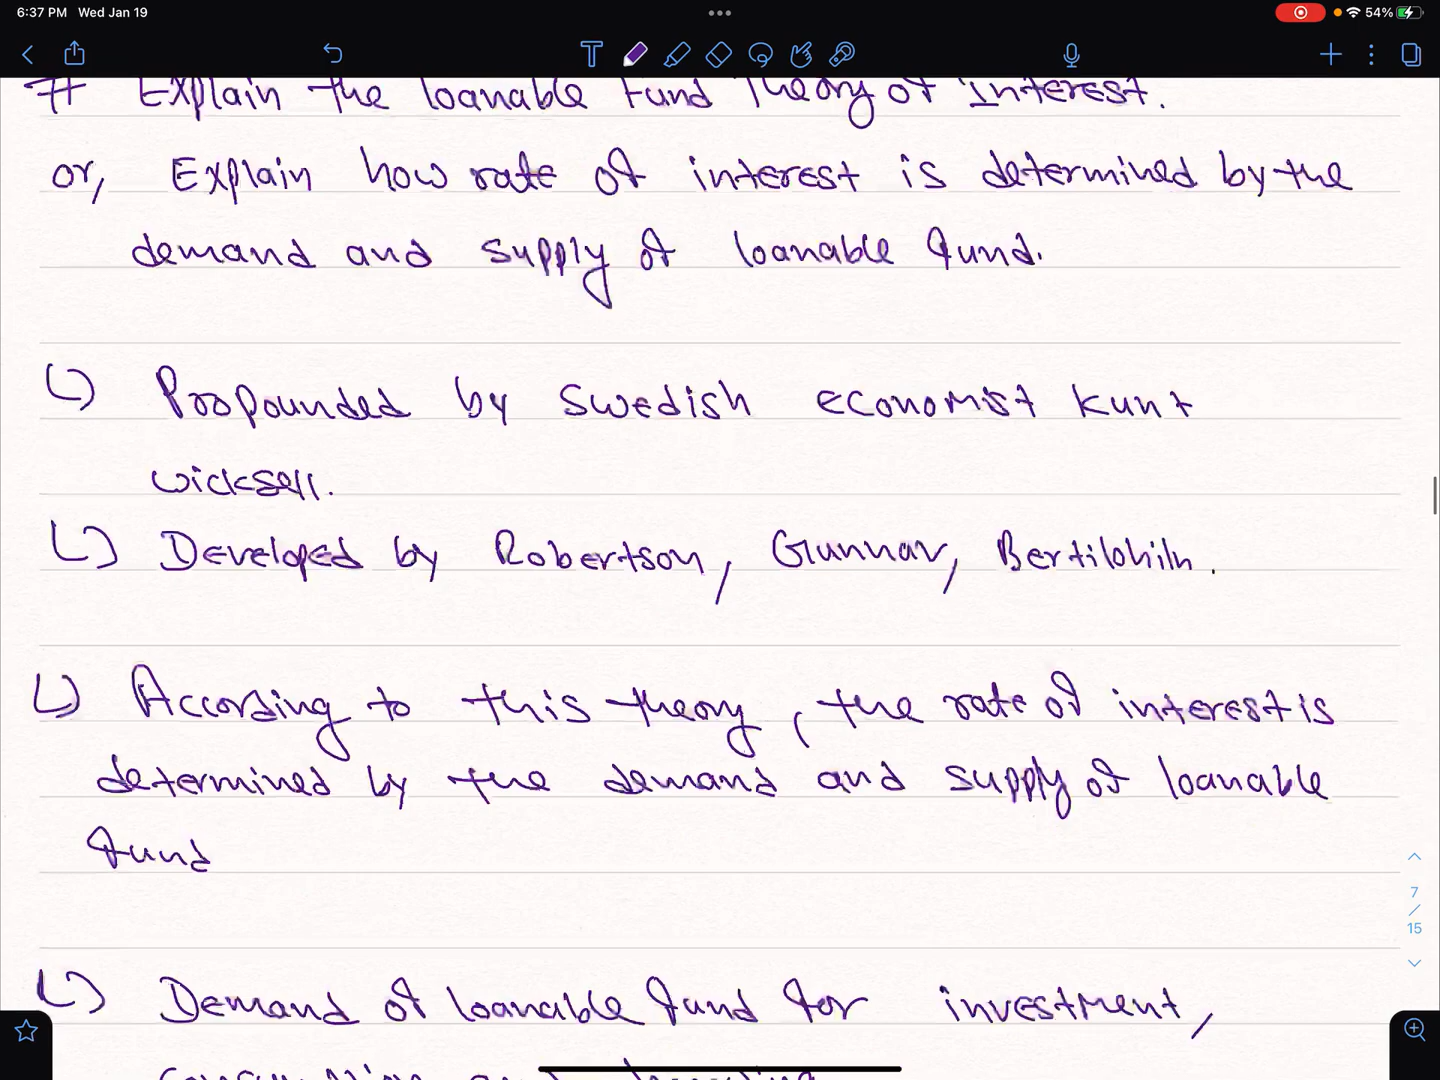 6:37 PM Wed Jan 19
54%
# Explain the loanable fund Theory of Interest.
or, Explain how rate of interest is determined by the
demand and supply of loanable fund.
Propounded by Swedish economist Kunt
wicksell.
Developed by Robertson, Gunnar, Bertilohiln.
According to this theory, the rate of interest is
determined by the demand and supply of loanable
fund
7
/
15
Demand of loanable fund for investment,